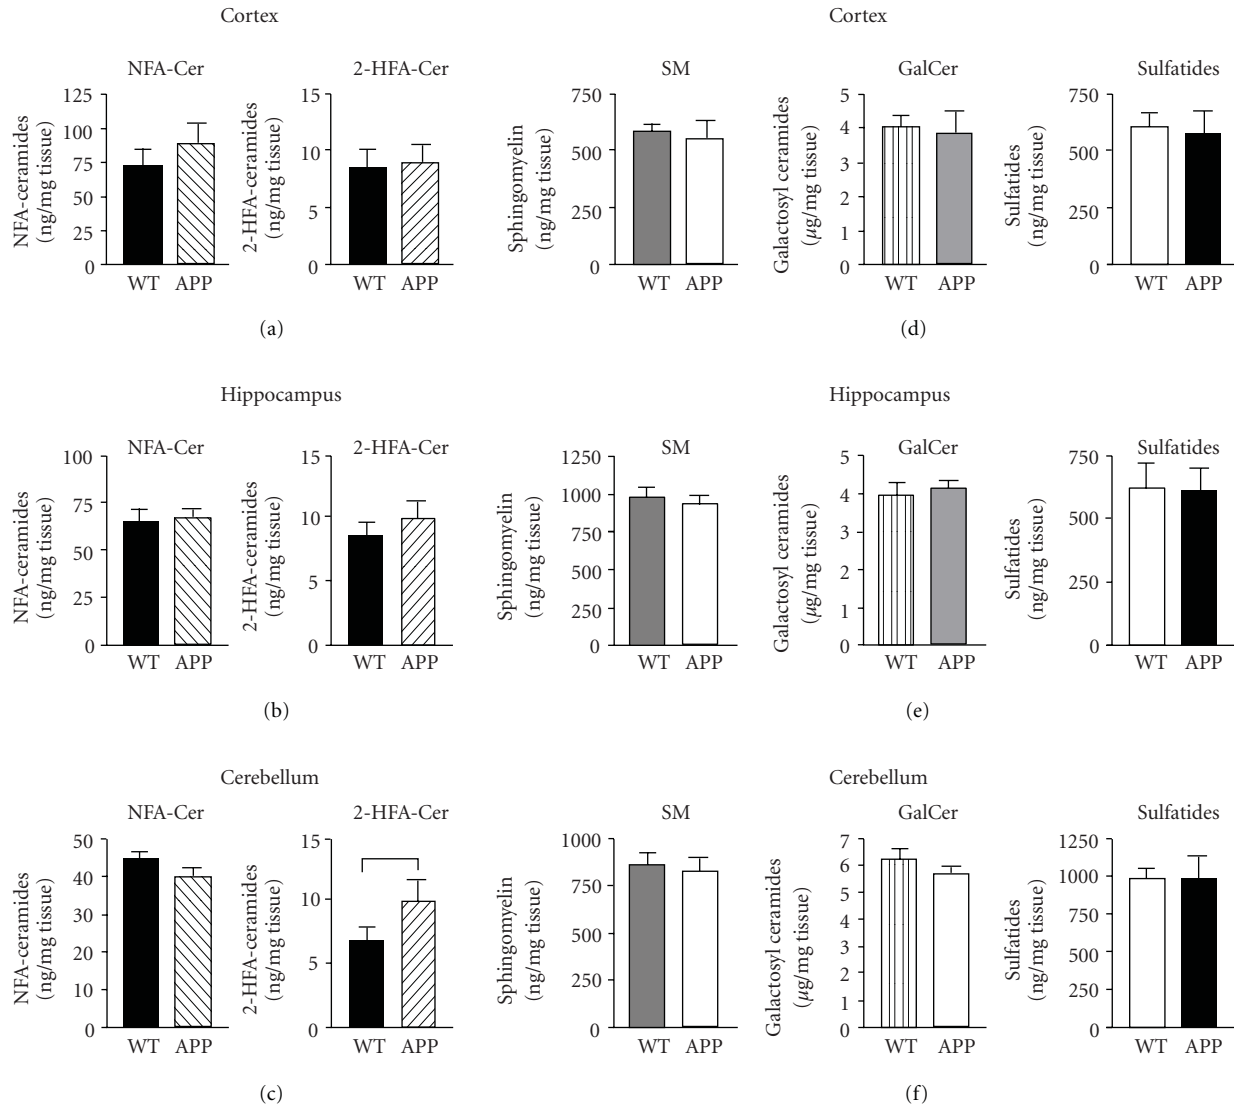 Cortex
NFA-Cer
NFA-ceramides
(ng/mg tissue)
125
100
75
50
25
0
WT APP
2-HFA-Cer
2-HFA-ceramides
(ng/mg tissue)
15
10
5
0
WT APP
(a)
Cortex
SM
Sphingomyelin
(ng/mg tissue)
750
500
250
0
WT APP
GalCer
Galactosyl ceramides
(µg/mg tissue)
5
4
3
2
1
0
WT APP
Sulfatides
Sulfatides
(ng/mg tissue)
750
500
250
0
WT APP
(d)
Hippocampus
NFA-Cer
NFA-ceramides
(ng/mg tissue)
100
75
50
25
0
WT APP
2-HFA-Cer
2-HFA-ceramides
(ng/mg tissue)
15
10
5
0
WT APP
(b)
Hippocampus
SM
Sphingomyelin
(ng/mg tissue)
1250
1000
750
500
250
0
WT APP
GalCer
Galactosyl ceramides
(µg/mg tissue)
5
4
3
2
1
0
WT APP
Sulfatides
Sulfatides
(ng/mg tissue)
750
500
250
0
WT APP
(e)
Cerebellum
NFA-Cer
NFA-ceramides
(ng/mg tissue)
50
40
30
20
10
0
WT APP
2-HFA-Cer
2-HFA-ceramides
(ng/mg tissue)
15
10
5
0
WT APP
(c)
Cerebellum
SM
Sphingomyelin
(ng/mg tissue)
1000
750
500
250
0
WT APP
GalCer
Galactosyl ceramides
(µg/mg tissue)
7
6
5
4
3
2
1
0
WT APP
Sulfatides
Sulfatides
(ng/mg tissue)
1250
1000
750
500
250
0
WT APP
(f)